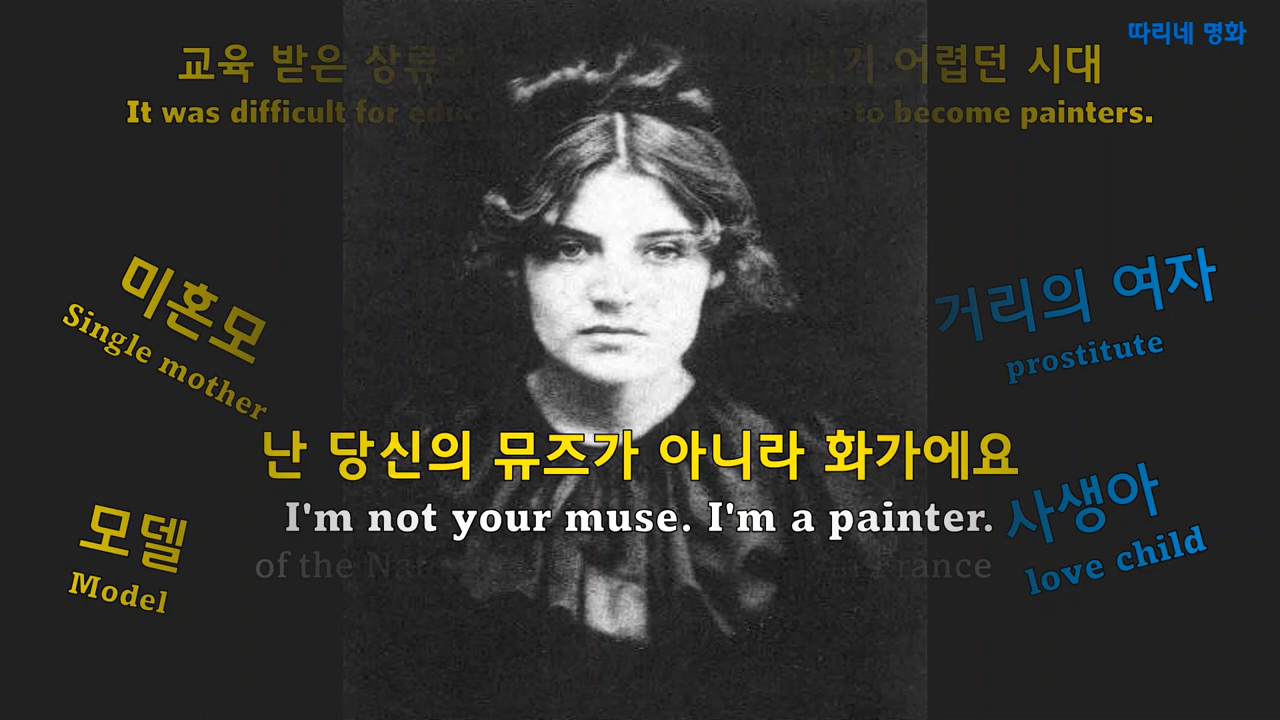 따리네 명화
교육 받은 상류 어렵던 시대
It was difficult for to become painters.
미혼모
Single mother
거리의 여자
prostitute
난 당신의 뮤즈가 아니라 화가에요
I'm not your muse. I'm a painter.
모델
Model
사생아
love child
of the France